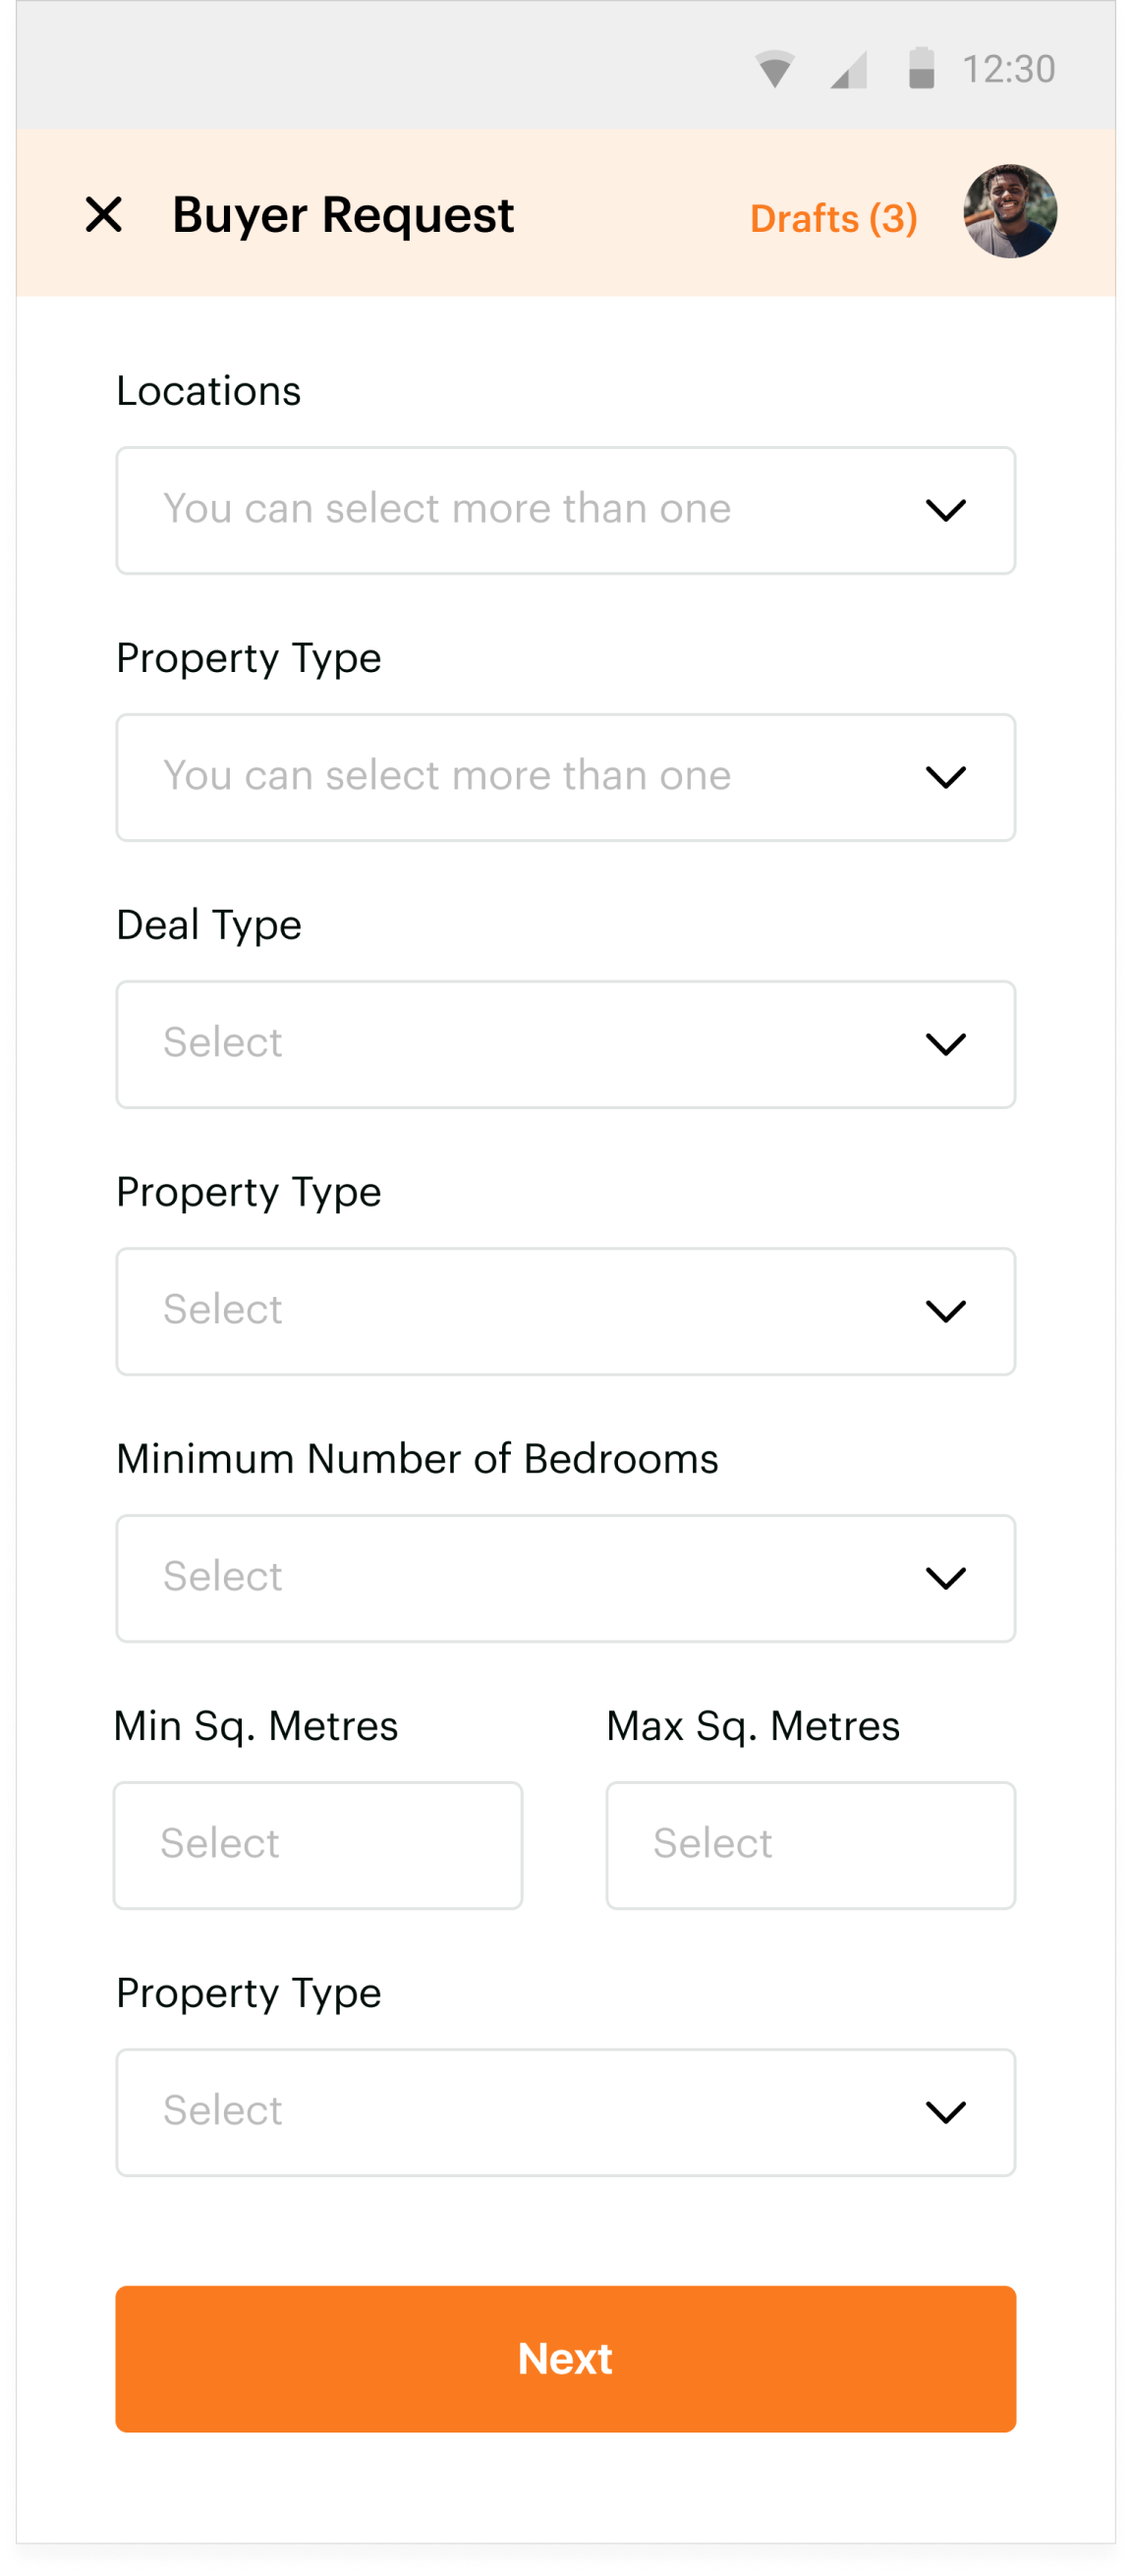 12:30
Buyer Request
Drafts (3)
Locations
You can select more than one
Property Type
You can select more than one
Deal Type
Select
Property Type
Select
Minimum Number of Bedrooms
Select
Min Sq. Metres
Max Sq. Metres
Select
Select
Property Type
Select
Next